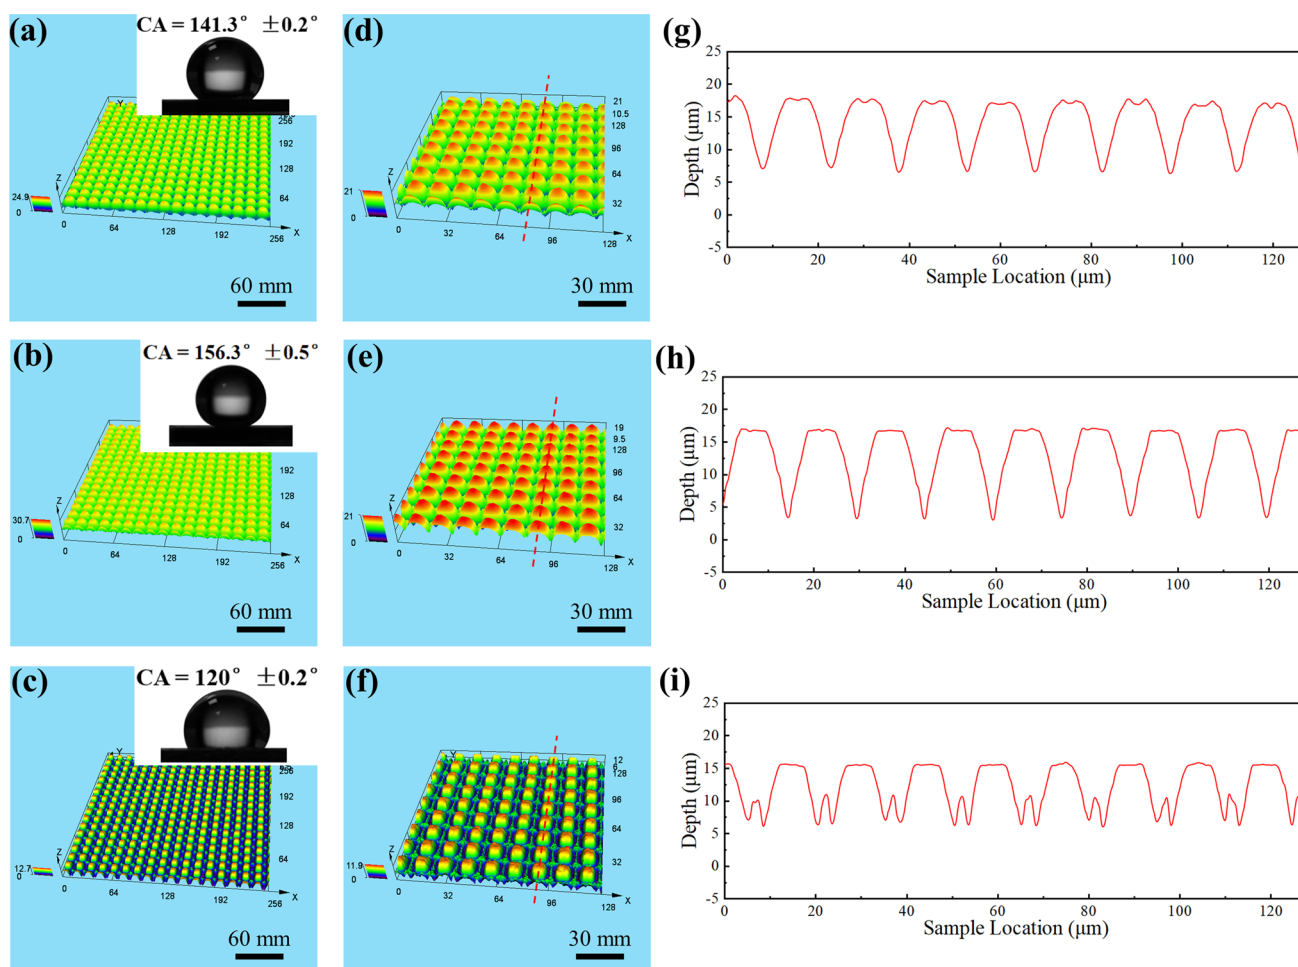 (a)
CA = 141.3° ±0.2°
Y
256
192
128
64
Z
24.9
0
0
64
128
192
256
X
60 mm
(d)
21
10.5
128
96
64
32
Z
21
0
0
32
64
96
128
X
30 mm
(g)
25
20
15
10
5
0
-5
Depth (μm)
0 20 40 60 80 100 120
Sample Location (μm)
(b)
CA = 156.3° ±0.5°
192
128
64
Z
30.7
0
0
64
128
192
256
X
60 mm
(e)
19
9.5
128
96
64
32
Z
21
0
0
32
64
96
128
X
30 mm
(h)
25
20
15
10
5
0
-5
Depth (μm)
0 20 40 60 80 100 120
Sample Location (μm)
(c)
CA = 120° ±0.2°
Y
256
192
128
64
Z
12.7
0
0
64
128
192
256
X
60 mm
(f)
Y
12
6
128
96
64
32
Z
11.9
0
0
32
64
96
128
X
30 mm
(i)
25
20
15
10
5
0
-5
Depth (μm)
0 20 40 60 80 100 120
Sample Location (μm)